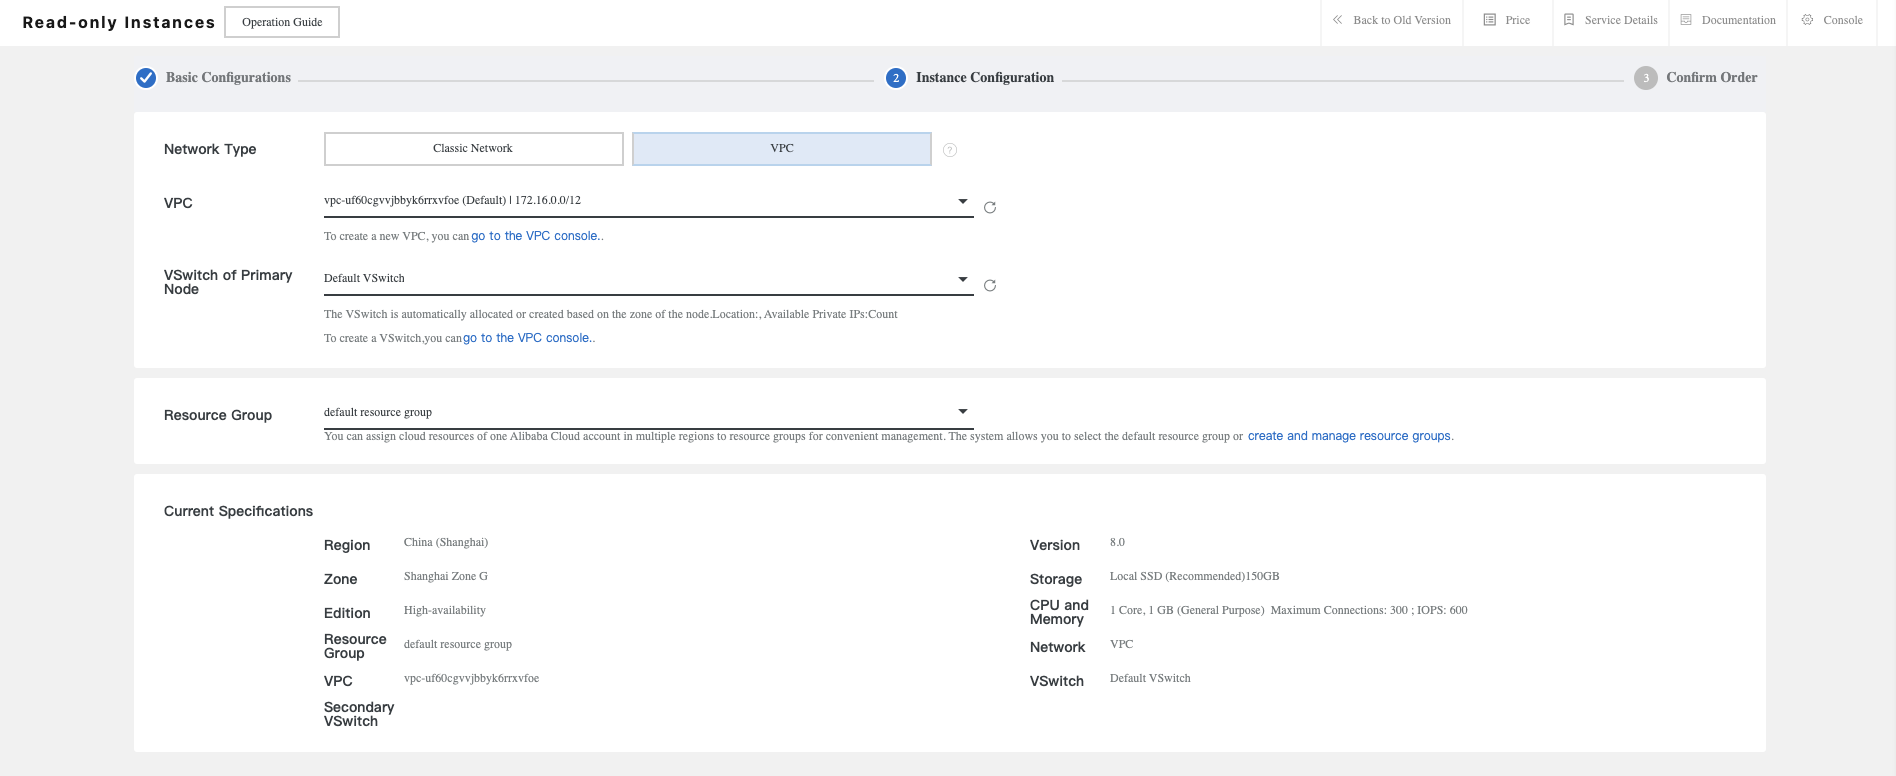 Read-only Instances
Operation Guide
Back to Old Version
Price
Service Details
Documentation
Console
Basic Configurations
2 Instance Configuration
3 Confirm Order
Network Type
Classic Network
VPC
?
VPC
vpc-uf60cgvvjbbyk6rrxvfoe (Default) | 172.16.0.0/12
To create a new VPC, you can go to the VPC console..
VSwitch of Primary
Node
Default VSwitch
The VSwitch is automatically allocated or created based on the zone of the node.Location:, Available Private IPs:Count
To create a VSwitch,you can go to the VPC console..
Resource Group
default resource group
You can assign cloud resources of one Alibaba Cloud account in multiple regions to resource groups for convenient management. The system allows you to select the default resource group or create and manage resource groups.
Current Specifications
Region China (Shanghai)
Version 8.0
Zone Shanghai Zone G
Storage Local SSD (Recommended)150GB
Edition High-availability
CPU and
Memory
1 Core, 1 GB (General Purpose) Maximum Connections: 300 ; IOPS: 600
Resource
Group
default resource group
Network VPC
VPC vpc-uf60cgvvjbbyk6rrxvfoe
VSwitch Default VSwitch
Secondary
VSwitch